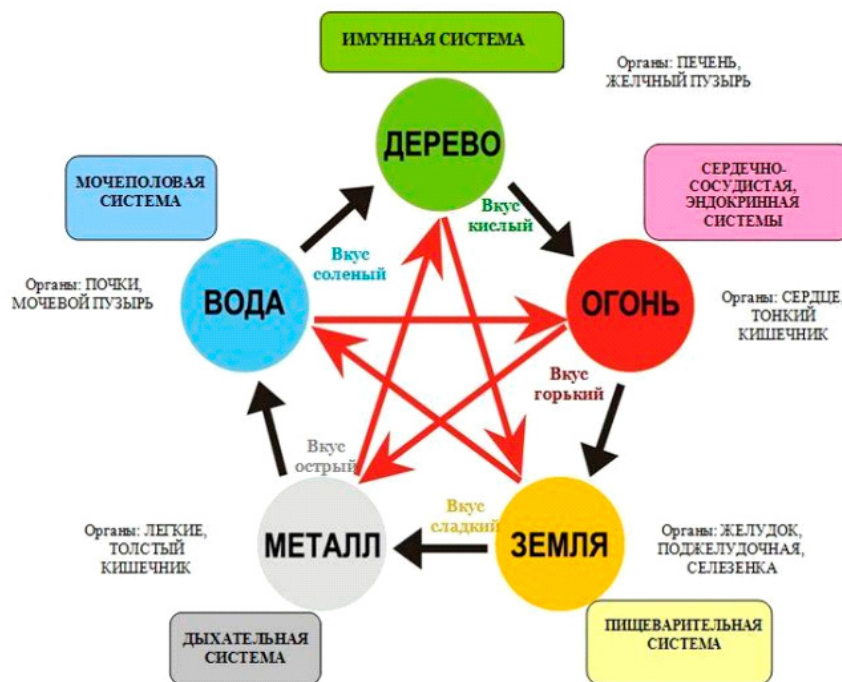 ИМУННАЯ СИСТЕМА
Органы: ПЕЧЕНЬ,
ЖЕЛЧНЫЙ ПУЗЫРЬ
ДЕРЕВО
МОЧЕПОЛОВАЯ
СИСТЕМА
СЕРДЕЧНО-
СОСУДИСТАЯ,
ЭНДОКРИННАЯ
СИСТЕМЫ
Вкус
кислый
Вкус
соленый
Органы: ПОЧКИ,
МОЧЕВОЙ ПУЗЫРЬ
ВОДА
ОГОНЬ
Органы: СЕРДЦЕ,
ТОНКИЙ
КИШЕЧНИК
Вкус
горький
Вкус
острый
Вкус
сладкий
Органы: ЛЕГКИЕ,
ТОЛСТЫЙ
КИШЕЧНИК
МЕТАЛЛ
ЗЕМЛЯ
Органы: ЖЕЛУДОК,
ПОДЖЕЛУДОЧНАЯ,
СЕЛЕЗЕНКА
ДЫХАТЕЛЬНАЯ
СИСТЕМА
ПИЩЕВАРИТЕЛЬНАЯ
СИСТЕМА